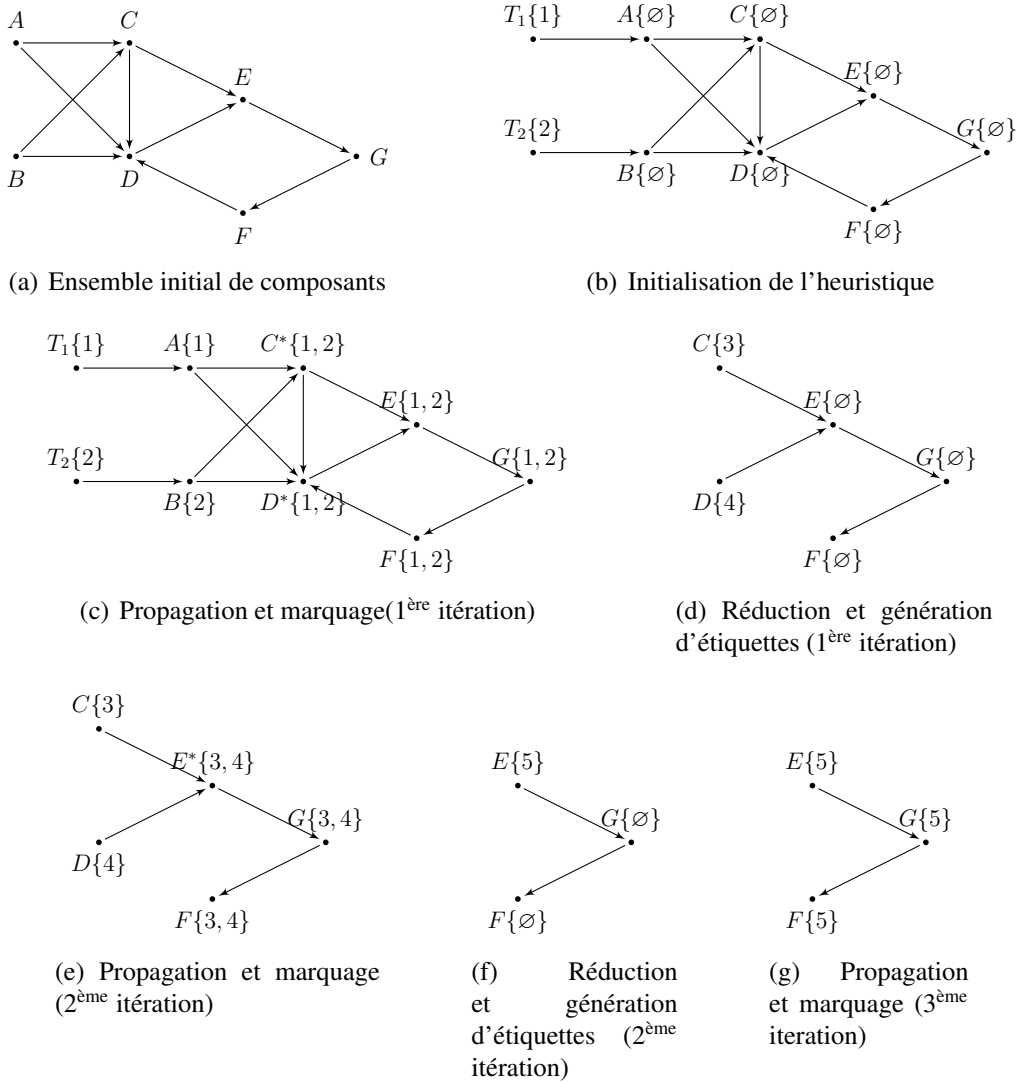 A C
E
B D G
F
(a) Ensemble initial de composants
T₁{1} A{∅} C{∅}
E{∅}
T₂{2} G{∅}
B{∅} D{∅}
F{∅}
(b) Initialisation de l'heuristique
T₁{1} A{1} C*{1, 2}
E{1, 2}
T₂{2} G{1, 2}
B{2} D*{1, 2}
F{1, 2}
(c) Propagation et marquage(1ère itération)
C{3}
E{∅}
G{∅}
D{4}
F{∅}
(d) Réduction et génération
d'étiquettes (1ère itération)
C{3}
E*{3, 4}
G{3, 4}
D{4}
F{3, 4}
(e) Propagation et marquage
(2ème itération)
E{5}
G{∅}
F{∅}
(f) Réduction
et génération
d'étiquettes (2ème
itération)
E{5}
G{5}
F{5}
(g) Propagation
et marquage (3ème
iteration)